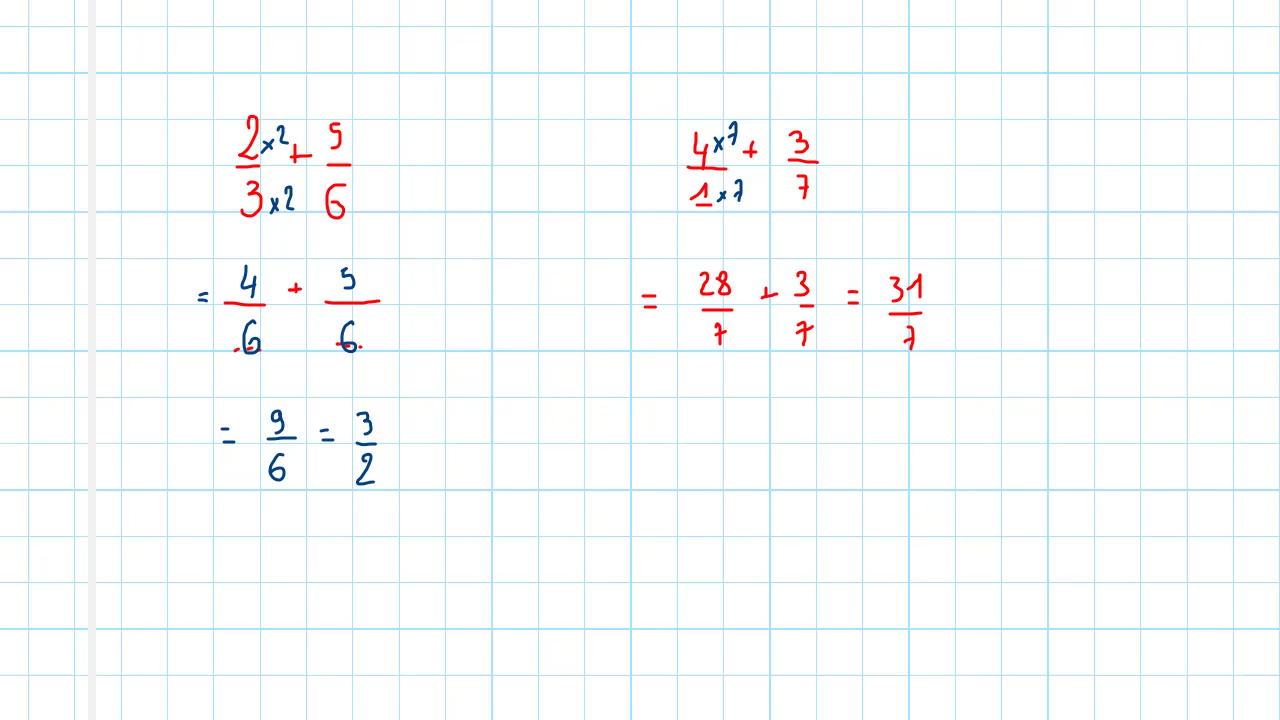 2×2/3×2 + 5/6
= 4/6 + 5/6
= 9/6 = 3/2
4×7/1×7 + 3/7
= 28/7 + 3/7 = 31/7